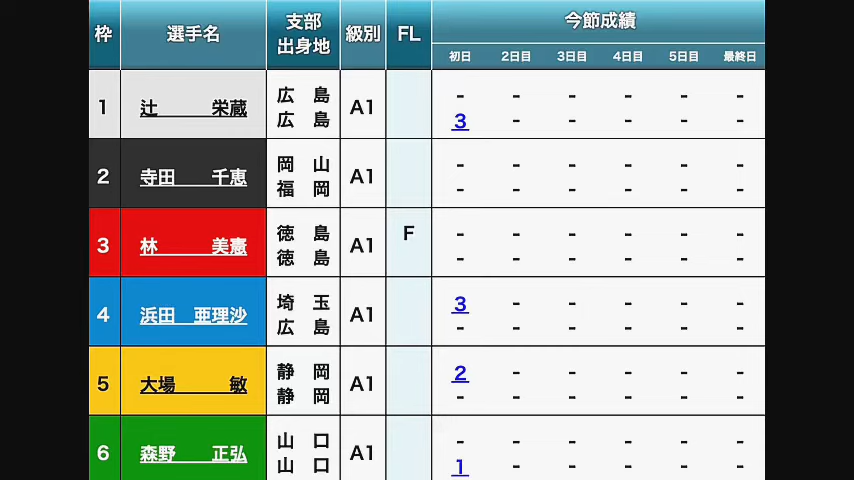 枠 選手名 支部 出身地 級別 FL 今節成績
初日 2日目 3日目 4日目 5日目 最終日
1 辻 栄蔵 広島 広島 A1 - - - - - -
3 - - - - -
2 寺田 千恵 岡山 福岡 A1 - - - - - -
- - - - - -
3 林 美憲 徳島 徳島 A1 F - - - - - -
- - - - - -
4 浜田 亜理沙 埼玉 広島 A1 3 - - - - -
- - - - - -
5 大場 敏 静岡 静岡 A1 2 - - - - -
- - - - - -
6 森野 正弘 山口 山口 A1 - - - - - -
1 - - - - -